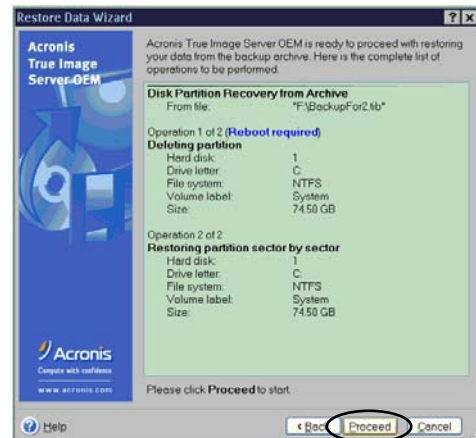 Restore Data Wizard
Acronis
True Image
Server OEM
Acronis True Image Server OEM is ready to proceed with restoring
your data from the backup archive. Here is the complete list of
operations to be performed.
Disk Partition Recovery from Archive
From file: "F:\BackupFor2.tib"
Operation 1 of 2 (Reboot required)
Deleting partition
Hard disk: 1
Drive letter: C:
File system: NTFS
Volume label: System
Size: 74.50 GB
Operation 2 of 2
Restoring partition sector by sector
Hard disk: 1
Drive letter: C:
File system: NTFS
Volume label: System
Size: 74.50 GB
Acronis
Compute with confidence
www.acronis.com
Please click Proceed to start.
Help
< Back
Proceed
Cancel